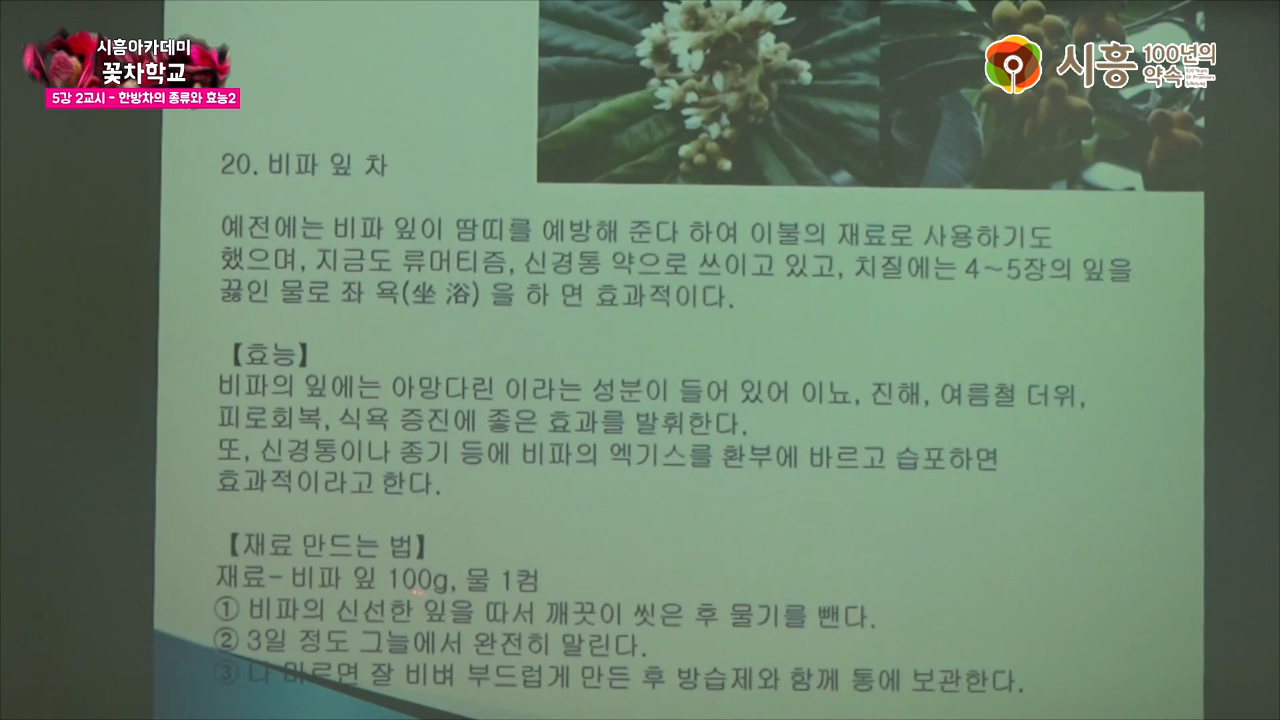 시흥아카데미
꽃차학교
5강 2교시 - 한방차의 종류와 효능2
시흥 100년의
약속
20. 비파 잎 차
예전에는 비파 잎이 땀띠를 예방해 준다 하여 이불의 재료로 사용하기도
했으며, 지금도 류머티즘, 신경통 약으로 쓰이고 있고, 치질에는 4~5장의 잎을
끓인 물로 좌 욕(坐 浴) 을 하 면 효과적이다.
【효능】
비파의 잎에는 아망다린 이라는 성분이 들어 있어 이뇨, 진해, 여름철 더위,
피로회복, 식욕 증진에 좋은 효과를 발휘한다.
또, 신경통이나 종기 등에 비파의 엑기스를 환부에 바르고 습포하면
효과적이라고 한다.
【재료 만드는 법】
재료- 비파 잎 100g, 물 1컵
① 비파의 신선한 잎을 따서 깨끗이 씻은 후 물기를 뺀다.
② 3일 정도 그늘에서 완전히 말린다.
③ 다 마르면 잘 비벼 부드럽게 만든 후 방습제와 함께 통에 보관한다.